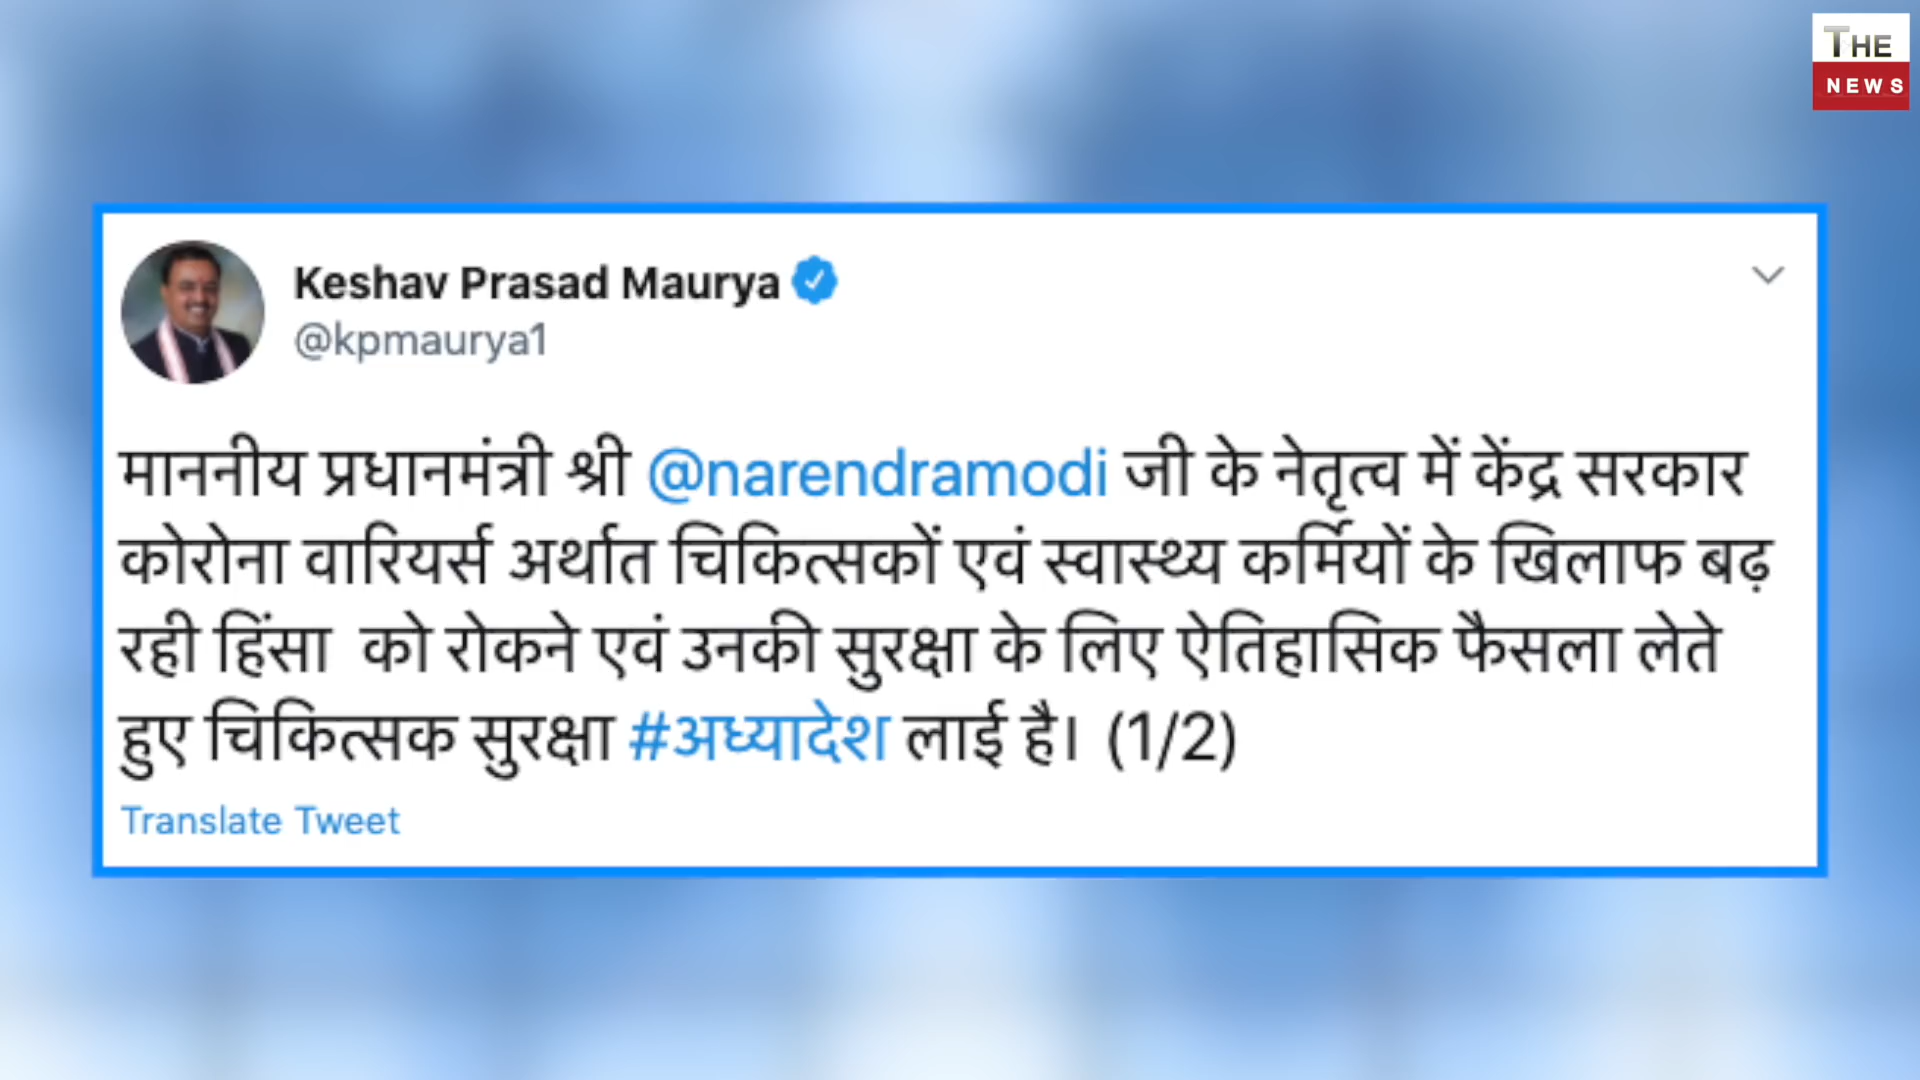 THE
NEWS
Keshav Prasad Maurya
@kpmaurya1
माननीय प्रधानमंत्री श्री @narendramodi जी के नेतृत्व में केंद्र सरकार
कोरोना वारियर्स अर्थात चिकित्सकों एवं स्वास्थ्य कर्मियों के खिलाफ बढ़
रही हिंसा  को रोकने एवं उनकी सुरक्षा के लिए ऐतिहासिक फैसला लेते
हुए चिकित्सक सुरक्षा #अध्यादेश लाई है। (1/2)
Translate Tweet